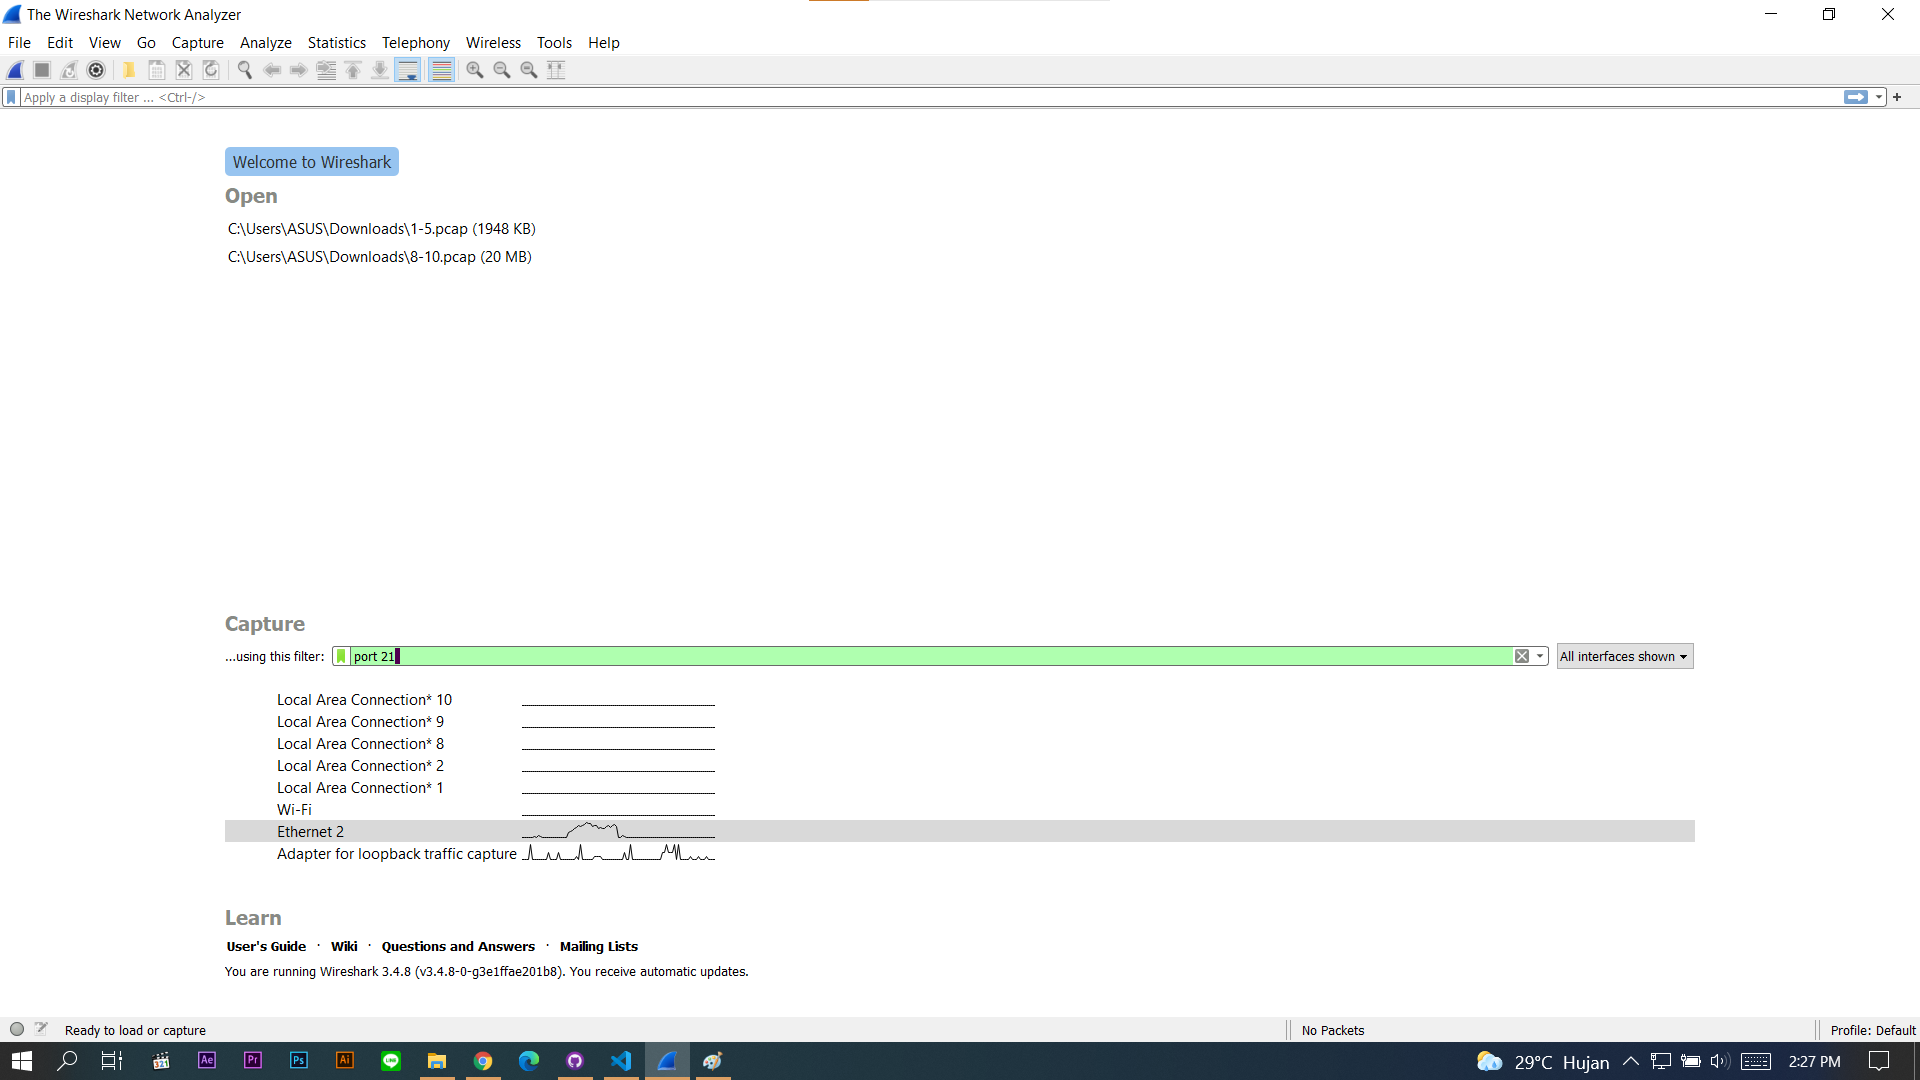 The Wireshark Network Analyzer
File Edit View Go Capture Analyze Statistics Telephony Wireless Tools Help
Apply a display filter ... <Ctrl-/>
Welcome to Wireshark
Open
C:\Users\ASUS\Downloads\1-5.pcap (1948 KB)
C:\Users\ASUS\Downloads\8-10.pcap (20 MB)
Capture
...using this filter: port 21 All interfaces shown
Local Area Connection* 10
Local Area Connection* 9
Local Area Connection* 8
Local Area Connection* 2
Local Area Connection* 1
Wi-Fi
Ethernet 2
Adapter for loopback traffic capture
Learn
User's Guide · Wiki · Questions and Answers · Mailing Lists
You are running Wireshark 3.4.8 (v3.4.8-0-g3e1ffae201b8). You receive automatic updates.
Ready to load or capture No Packets Profile: Default
321 Ae Pr Ps Ai LINE 29°C Hujan 2:27 PM